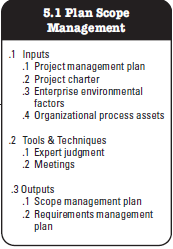 5.1 Plan Scope
Management
.1 Inputs
.1 Project management plan
.2 Project charter
.3 Enterprise environmental
factors
.4 Organizational process assets
.2 Tools & Techniques
.1 Expert judgment
.2 Meetings
.3 Outputs
.1 Scope management plan
.2 Requirements management
plan